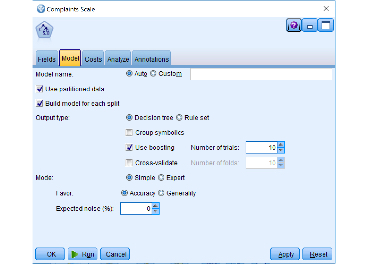 Complaints Scale
Fields Model Costs Analyze Annotations
Model name: Auto Custom
Use partitioned data
Build model for each split
Output type: Decision tree Rule set
Group symbolics
Use boosting Number of trials: 10
Cross-validate Number of folds: 10
Mode: Simple Expert
Favor: Accuracy Generality
Expected noise (%): 0
OK Run Cancel Apply Reset